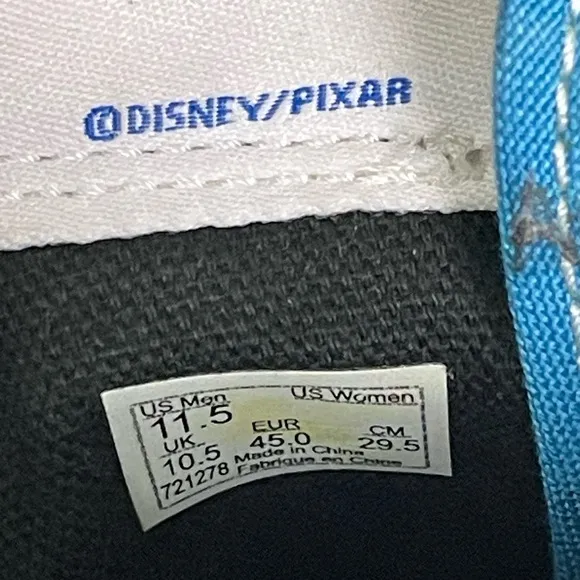 ©DISNEY/PIXAR
US Men US Women
11.5
UK EUR CM
10.5 45.0 29.5
721278 Made in China
Fabriqué en Chine